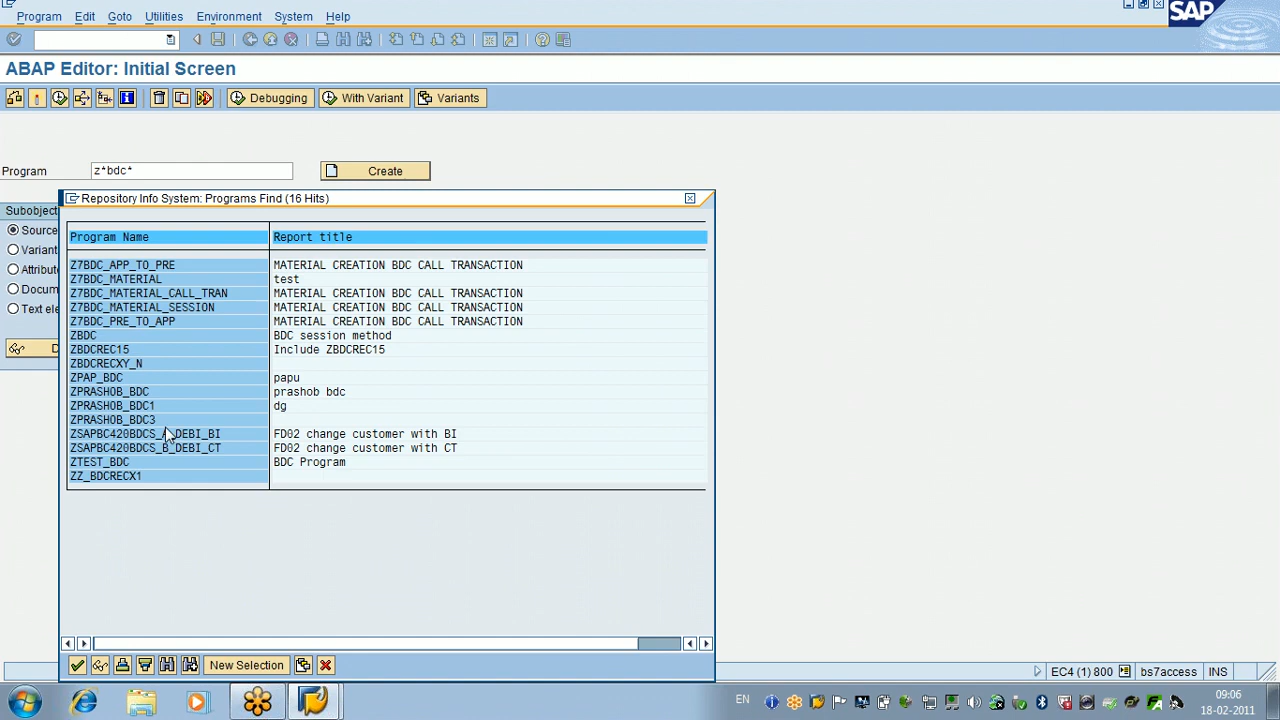 Program Edit Goto Utilities Environment System Help
SAP
ABAP Editor: Initial Screen
Debugging With Variant Variants
Program z*bdc* Create
Repository Info System: Programs Find (16 Hits)
Subobject
Source
Variant
Attribute
Docum
Text ele
Program Name Report title
Z7BDC_APP_TO_PRE MATERIAL CREATION BDC CALL TRANSACTION
Z7BDC_MATERIAL test
Z7BDC_MATERIAL_CALL_TRAN MATERIAL CREATION BDC CALL TRANSACTION
Z7BDC_MATERIAL_SESSION MATERIAL CREATION BDC CALL TRANSACTION
Z7BDC_PRE_TO_APP MATERIAL CREATION BDC CALL TRANSACTION
ZBDC BDC session method
ZBDCREC15 Include ZBDCREC15
ZBDCRECXY_N
ZPAP_BDC papu
ZPRASHOB_BDC prashob bdc
ZPRASHOB_BDC1 dg
ZPRASHOB_BDC3
ZSAPBC420BDCS_A_DEBI_BI FD02 change customer with BI
ZSAPBC420BDCS_B_DEBI_CT FD02 change customer with CT
ZTEST_BDC BDC Program
ZZ_BDCRECX1
New Selection
EC4 (1) 800 bs7access INS
EN
09:06
18-02-2011